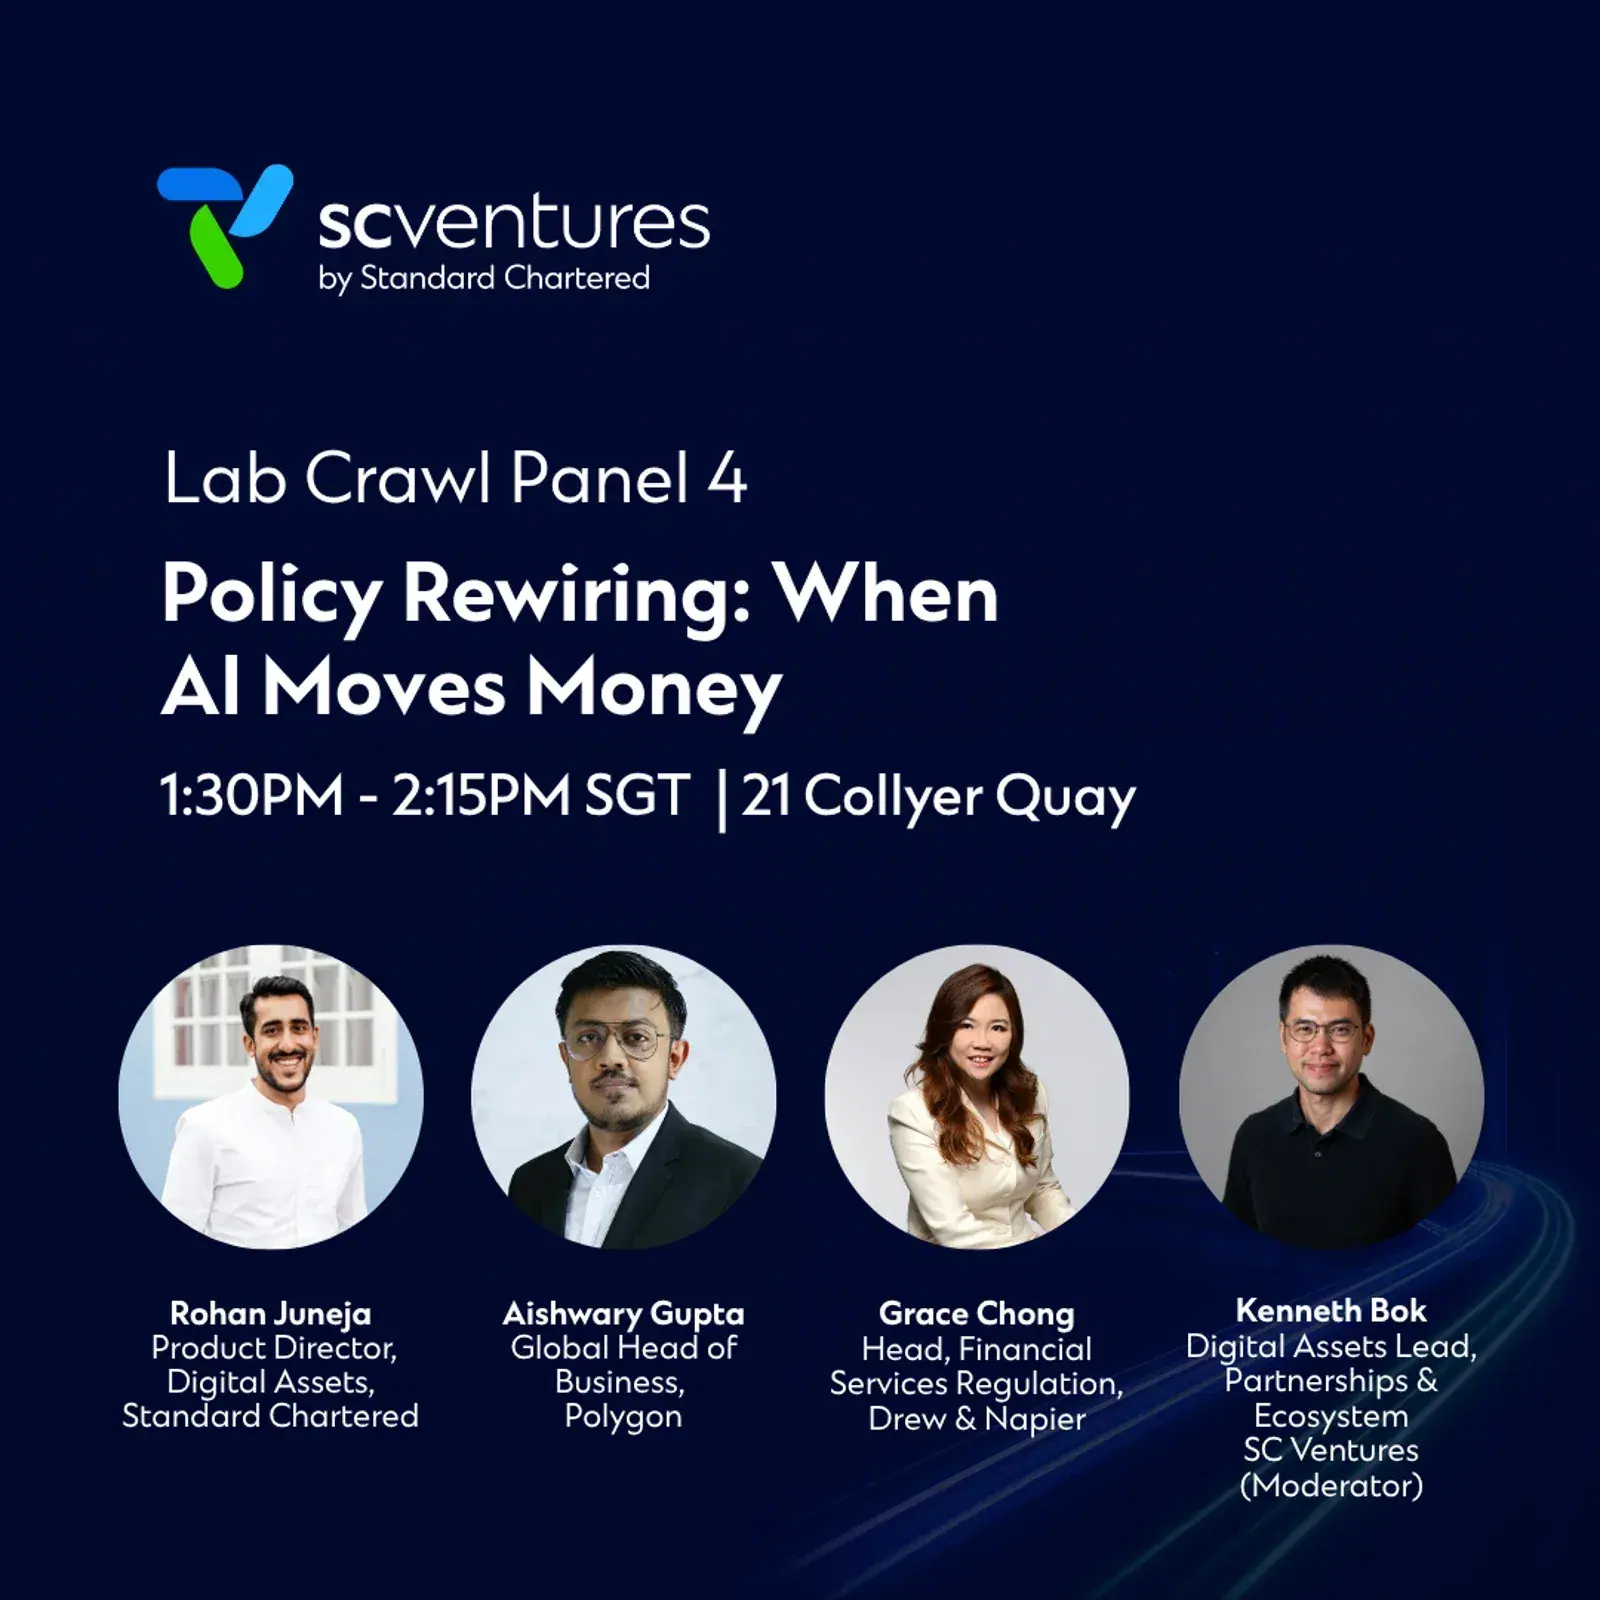 scventures
by Standard Chartered
Lab Crawl Panel 4
Policy Rewiring: When
AI Moves Money
1:30PM - 2:15PM SGT | 21 Collyer Quay
Rohan Juneja
Product Director,
Digital Assets,
Standard Chartered
Aishwary Gupta
Global Head of
Business,
Polygon
Grace Chong
Head, Financial
Services Regulation,
Drew & Napier
Kenneth Bok
Digital Assets Lead,
Partnerships &
Ecosystem
SC Ventures
(Moderator)